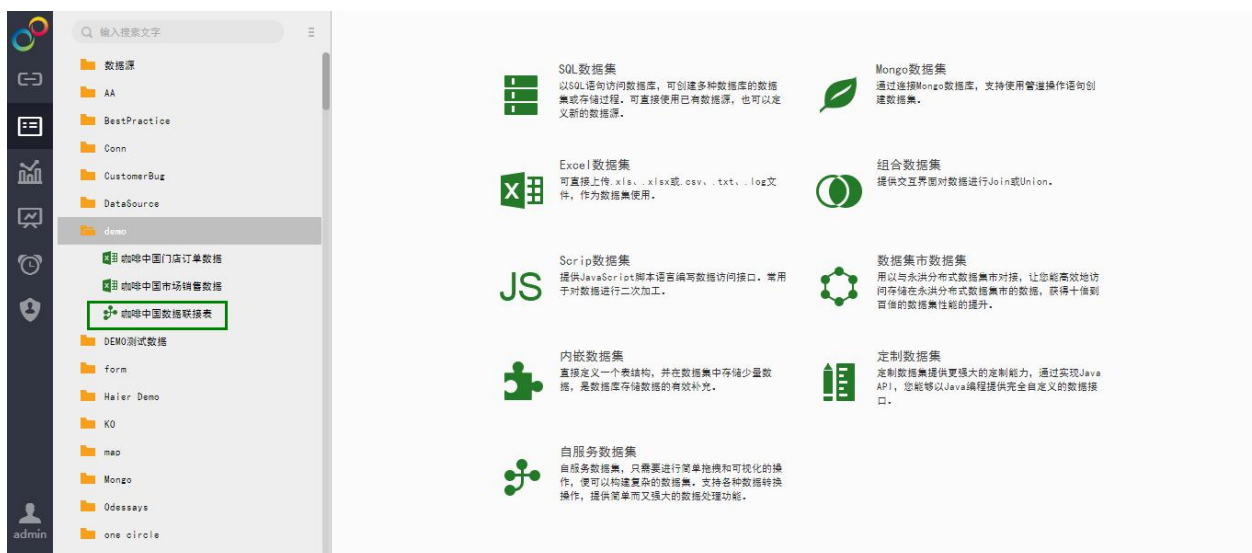 输入搜索文字
数据源
AA
BestPractice
Conn
CustomerBug
DataSource
demo
咖啡中国门店订单数据
咖啡中国市场销售数据
咖啡中国数据联接表
DEMO测试数据
form
Haier Demo
KO
map
Mongo
Odessays
one circle
admin
SQL数据集
以SQL语句访问数据库，可创建多种数据库的数据
集或存储过程．可直接使用已有数据源，也可以定
义新的数据源．
Mongo数据集
通过连接Mongo数据库，支持使用管道操作语句创
建数据集．
Excel数据集
可直接上传.xls、.xlsx或.csv、.txt、.log文
件，作为数据集使用．
组合数据集
提供交互界面对数据进行Join或Union．
Scrip数据集
提供JavaScript脚本语言编写数据访问接口．常用
于对数据进行二次加工．
JS
数据集市数据集
用以与永洪分布式数据集市对接，让您能高效地访
问存储在永洪分布式数据集市的数据，获得十倍到
百倍的数据集性能的提升．
内嵌数据集
直接定义一个表结构，并在数据集中存储少量数
据，是数据库存储数据的有效补充．
定制数据集
定制数据集提供更强大的定制能力，通过实现Java
API，您能够以Java编程提供完全自定义的数据接
口．
自服务数据集
自服务数据集，只需要进行简单拖拽和可视化的操
作，便可以构建复杂的数据集．支持各种数据转换
操作，提供简单而又强大的数据处理功能．